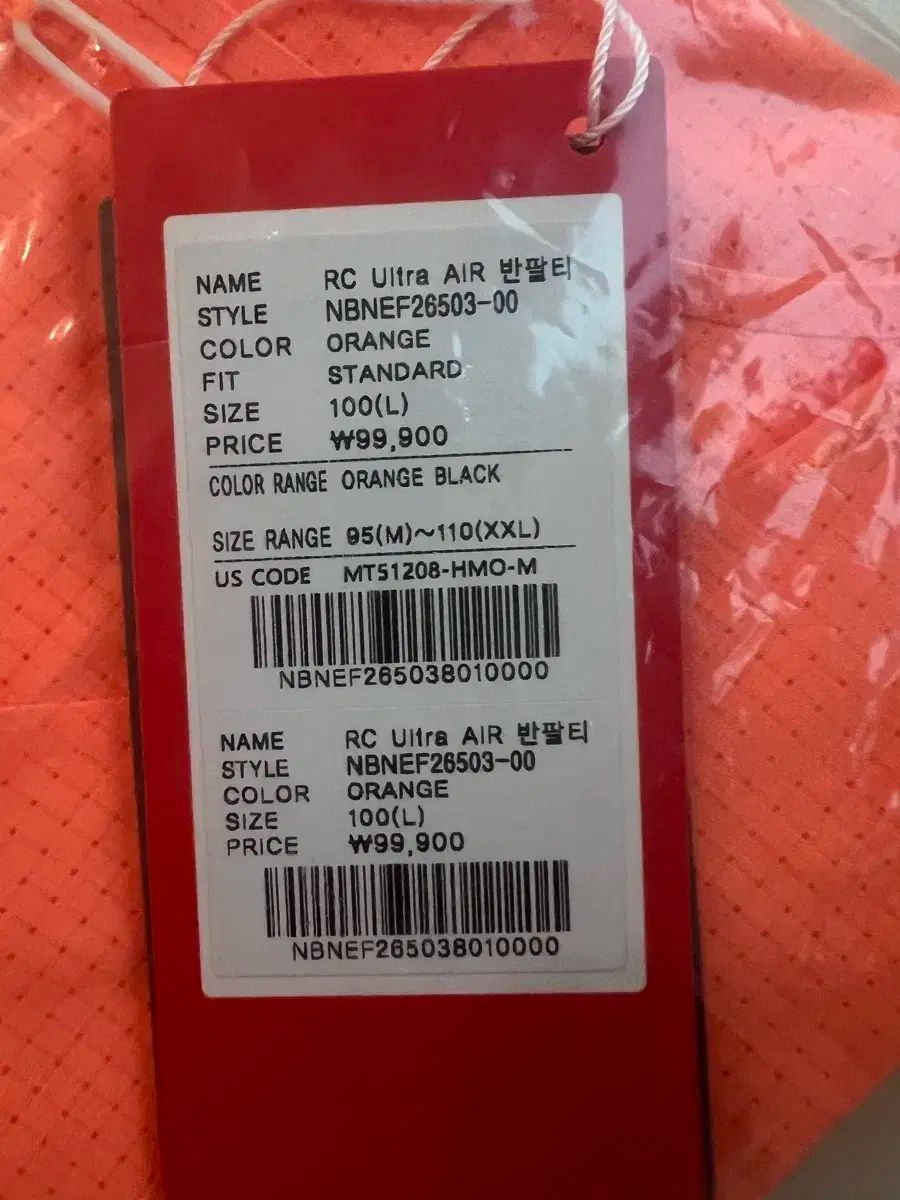 NAME RC Ultra AIR 반팔티
STYLE NBNEF26503-00
COLOR ORANGE
FIT STANDARD
SIZE 100(L)
PRICE ₩99,900
COLOR RANGE ORANGE BLACK
SIZE RANGE 95(M)~110(XXL)
US CODE MT51208-HMO-M
NBNEF265038010000
NAME RC Ultra AIR 반팔티
STYLE NBNEF26503-00
COLOR ORANGE
SIZE 100(L)
PRICE ₩99,900
NBNEF265038010000